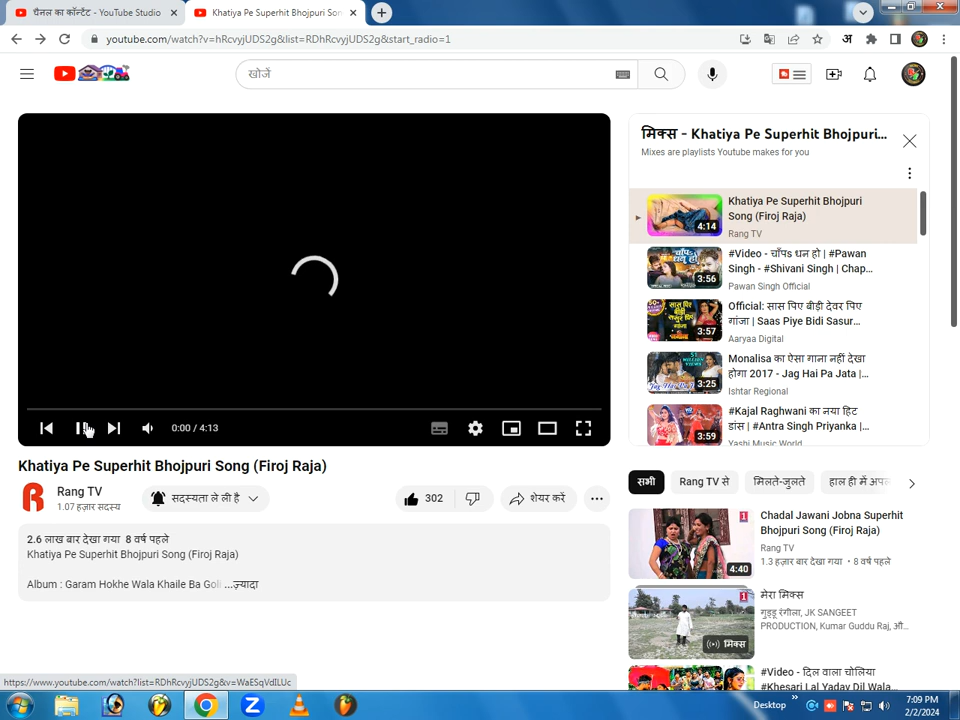 चैनल का कॉन्टेंट - YouTube Studio
Khatiya Pe Superhit Bhojpuri Son
youtube.com/watch?v=hRcvyjUDS2g&list=RDhRcvyjUDS2g&start_radio=1
अ
खोजें
मिक्स - Khatiya Pe Superhit Bhojpuri...
Mixes are playlists Youtube makes for you
Khatiya Pe Superhit Bhojpuri
Song (Firoj Raja)
Rang TV
4:14
#Video - चाँपऽ धन हो | #Pawan
Singh - #Shivani Singh | Chap...
Pawan Singh Official
3:56
Official: सास पिए बीड़ी देवर पिए
गांजा | Saas Piye Bidi Sasur...
Aaryaa Digital
3:57
Monalisa का ऐसा गाना नहीं देखा
होगा 2017 - Jag Hai Pa Jata |...
Ishtar Regional
3:25
#Kajal Raghwani का नया हिट
डांस | #Antra Singh Priyanka |...
Yashi Music World
3:59
0:00 / 4:13
Khatiya Pe Superhit Bhojpuri Song (Firoj Raja)
Rang TV
1.07 हज़ार सदस्य
सदस्यता ले ली है
302
शेयर करें
2.6 लाख बार देखा गया 8 वर्ष पहले
Khatiya Pe Superhit Bhojpuri Song (Firoj Raja)
Album : Garam Hokhe Wala Khaile Ba Goli ...ज़्यादा
सभी
Rang TV से
मिलते-जुलते
हाल ही में अपल
Chadal Jawani Jobna Superhit
Bhojpuri Song (Firoj Raja)
Rang TV
1.3 हज़ार बार देखा गया • 8 वर्ष पहले
4:40
मेरा मिक्स
गुड्डू रंगीला, JK SANGEET
PRODUCTION, Kumar Guddu Raj, औ...
मिक्स
#Video - दिल वाला चोलिया
#Khesari Lal Yadav Dil Wala...
https://www.youtube.com/watch?list=RDhRcvyjUDS2g&v=WaESqVdILUc
Desktop
7:09 PM
2/2/2024